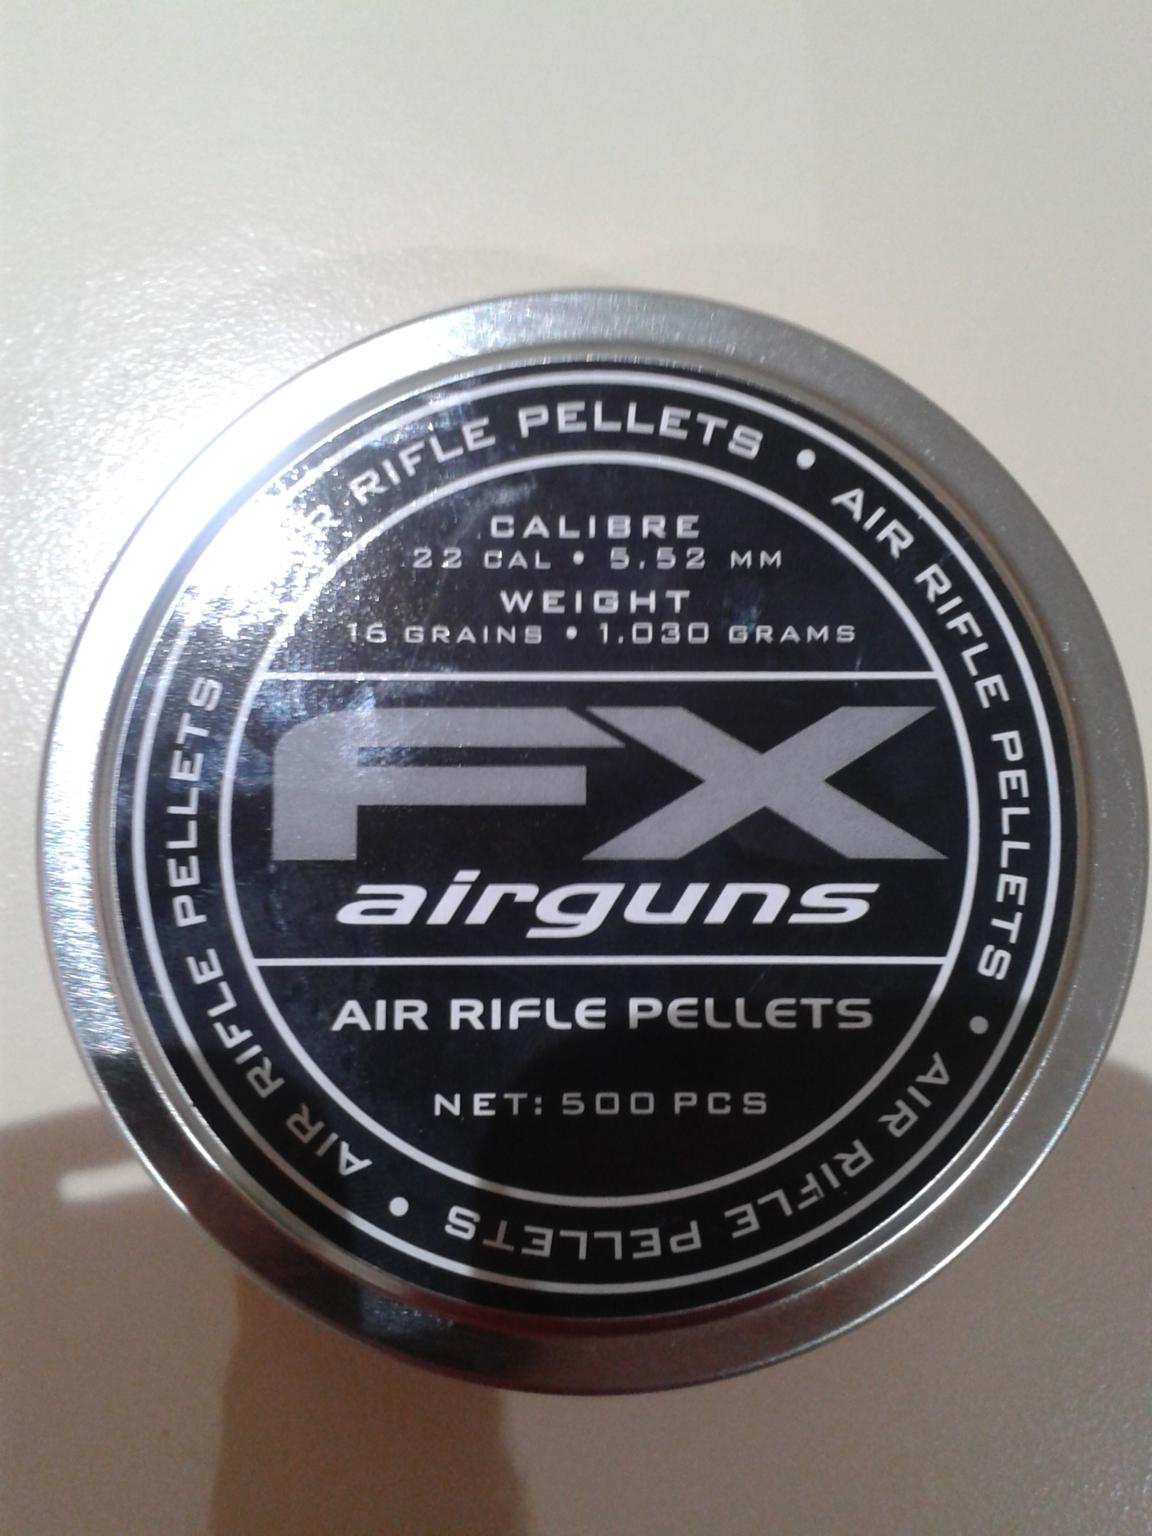 AIR RIFLE PELLETS • AIR RIFLE PELLETS • AIR RIFLE PELLETS • AIR RIFLE PELLETS
CALIBRE
.22 CAL • 5.52 MM
WEIGHT
16 GRAINS • 1.030 GRAMS
FX
airguns
AIR RIFLE PELLETS
NET: 500 PCS